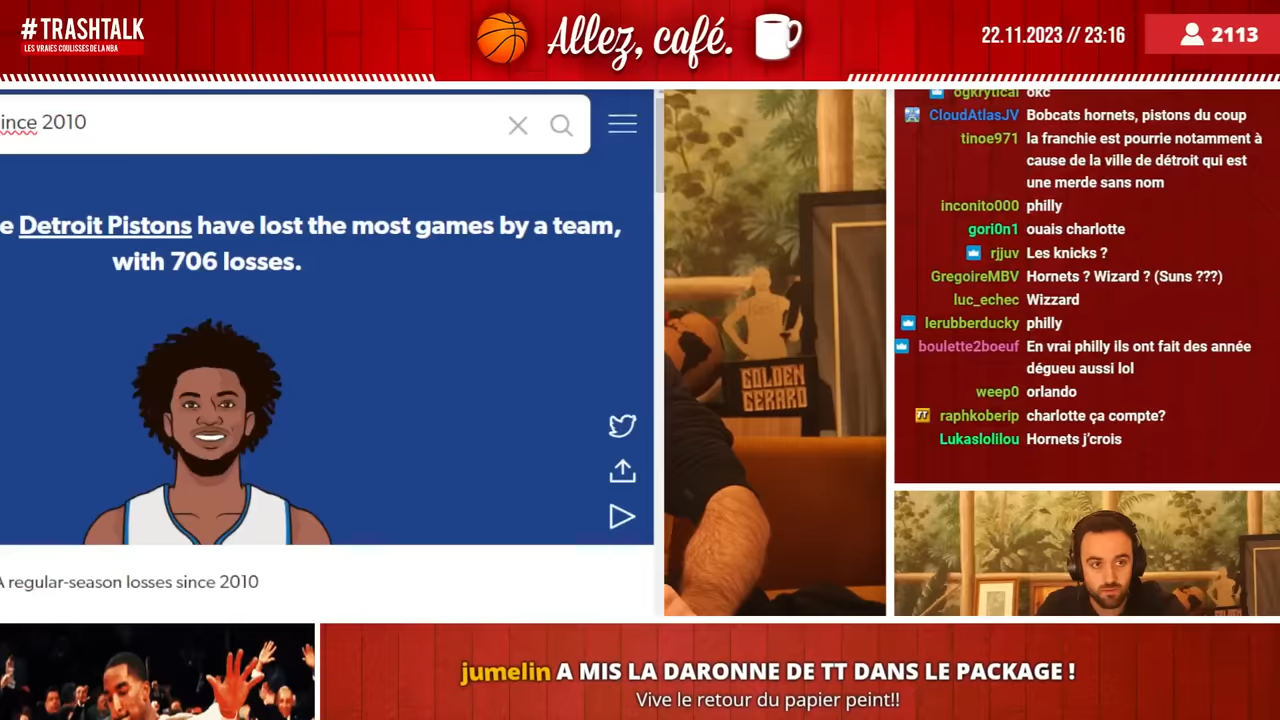 #TRASHTALK
LES VRAIES COULISSES DE LA NBA
Allez, café.
22.11.2023 // 23:16
2113
ince 2010
e Detroit Pistons have lost the most games by a team,
with 706 losses.
A regular-season losses since 2010
GOLDEN
GERARD
ogkrytical okc
CloudAtlasJV Bobcats hornets, pistons du coup
tinoe971 la franchie est pourrie notamment à
cause de la ville de détroit qui est
une merde sans nom
inconito000 philly
gori0n1 ouais charlotte
rjjuv Les knicks ?
GregoireMBV Hornets ? Wizard ? (Suns ???)
luc_echec Wizzard
lerubberducky philly
boulette2boeuf En vrai philly ils ont fait des année
dégueu aussi lol
weep0 orlando
TT raphkoberip charlotte ça compte?
Lukaslolilou Hornets j'crois
jumelin A MIS LA DARONNE DE TT DANS LE PACKAGE !
Vive le retour du papier peint!!